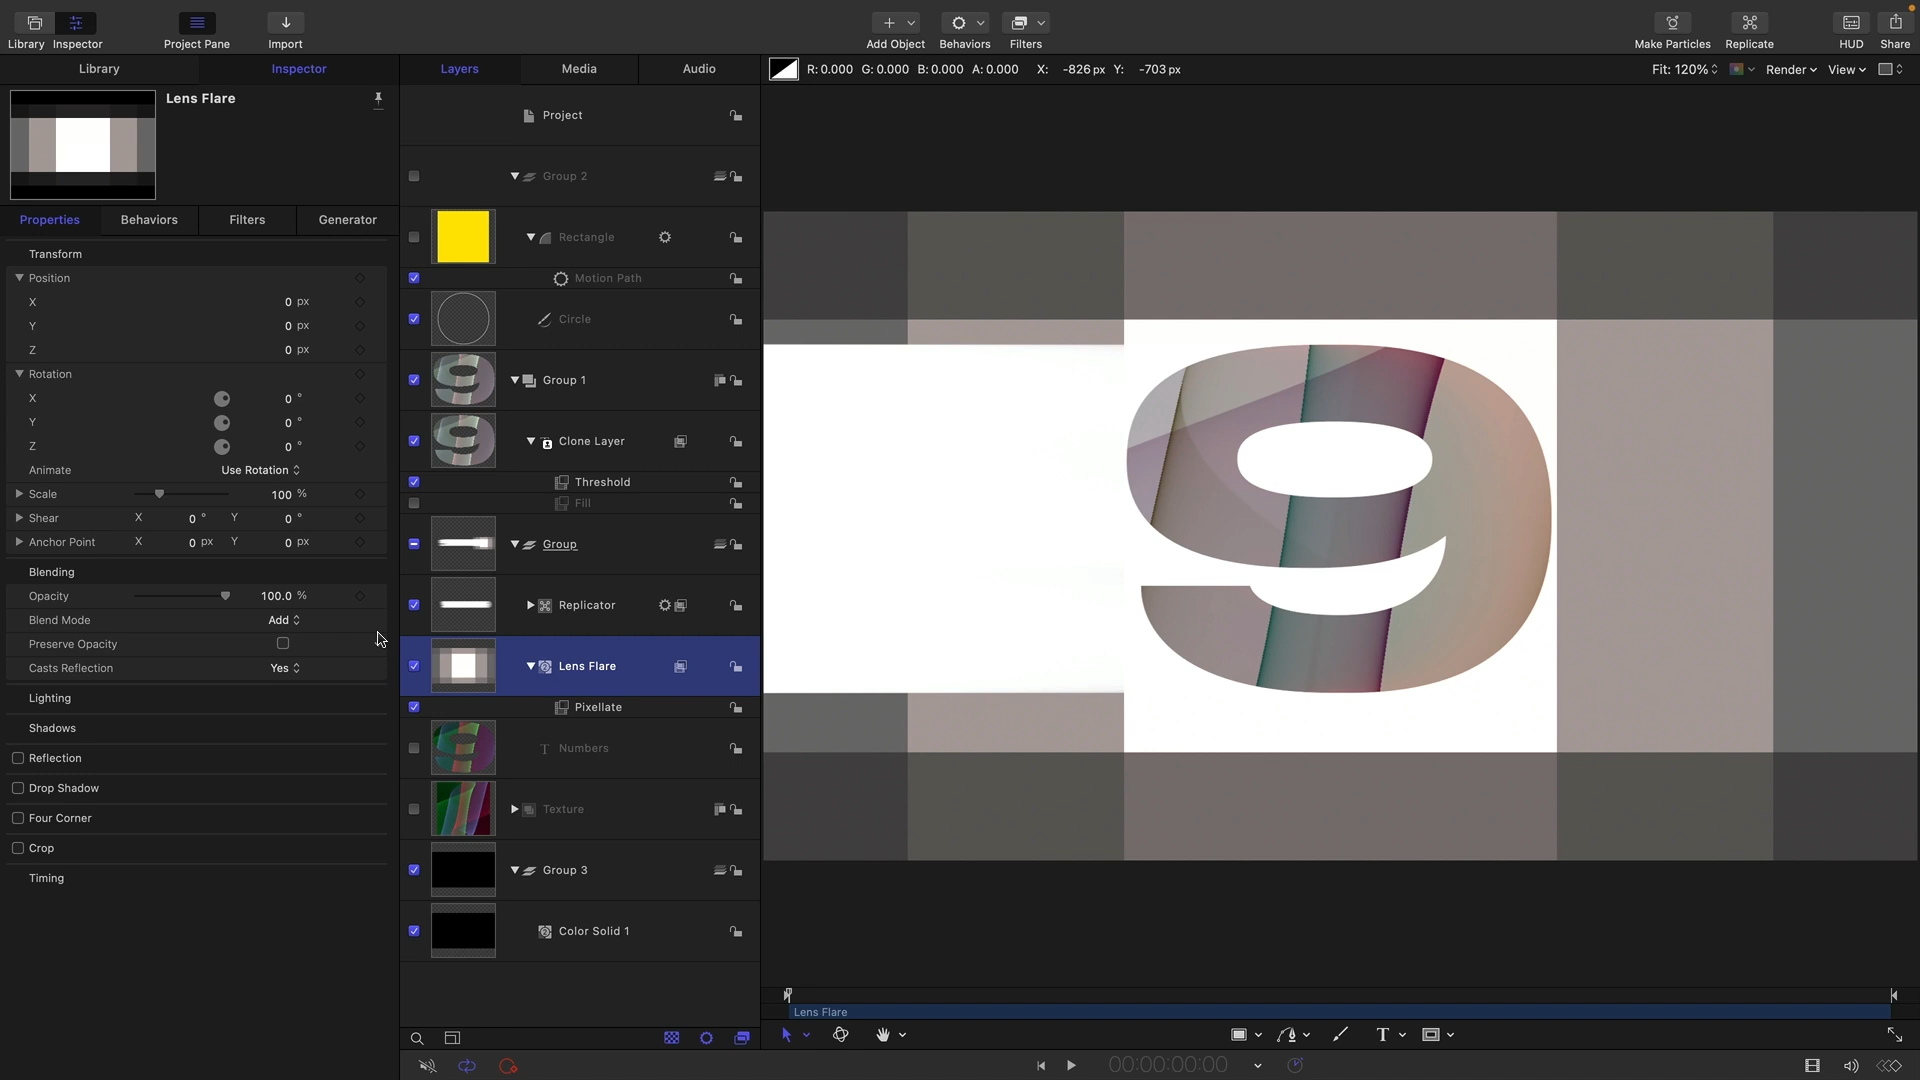 Library
Inspector
Project Pane
Import
Add Object
Behaviors
Filters
Make Particles
Replicate
HUD
Share
Library
Inspector
Layers
Media
Audio
R: 0.000 G: 0.000 B: 0.000 A: 0.000 X: -826 px Y: -703 px
Fit: 120%
Render
View
Lens Flare
Properties
Behaviors
Filters
Generator
Transform
Position
X 0 px
Y 0 px
Z 0 px
Rotation
X 0 °
Y 0 °
Z 0 °
Animate Use Rotation
Scale 100 %
Shear X 0 ° Y 0 °
Anchor Point X 0 px Y 0 px
Blending
Opacity 100.0 %
Blend Mode Add
Preserve Opacity
Casts Reflection Yes
Lighting
Shadows
Reflection
Drop Shadow
Four Corner
Crop
Timing
Project
Group 2
Rectangle
Motion Path
Circle
Group 1
Clone Layer
Threshold
Fill
Group
Replicator
Lens Flare
Pixellate
T Numbers
Texture
Group 3
Color Solid 1
9
Lens Flare
T
00:00:00:00